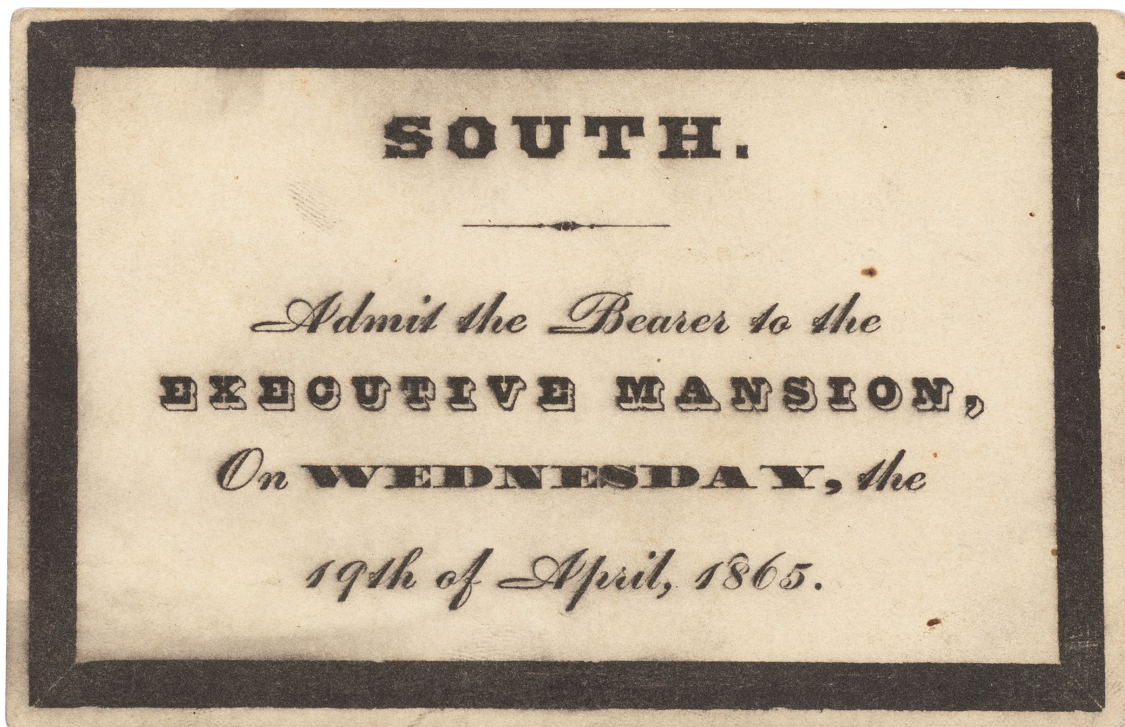 SOUTH.
Admit the Bearer to the
EXECUTIVE MANSION,
On WEDNESDAY, the
19th of April, 1865.